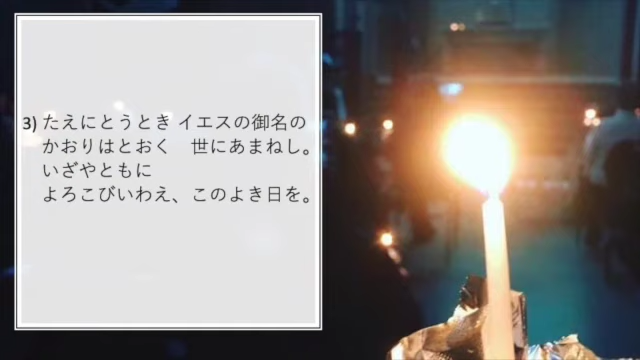 3) たえにとうとき イエスの御名の
かおりはとおく　世にあまねし。
いざやともに
よろこびいわえ、このよき日を。